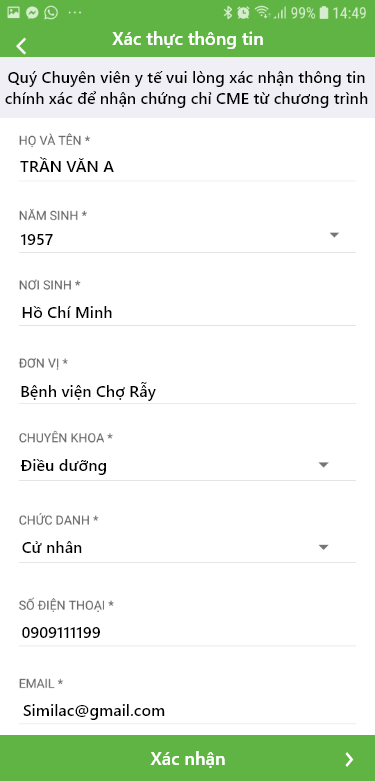 99% 14:49
Xác thực thông tin
Quý Chuyên viên y tế vui lòng xác nhận thông tin
chính xác để nhận chứng chỉ CME từ chương trình
HỌ VÀ TÊN *
TRẦN VĂN A
NĂM SINH *
1957
NƠI SINH *
Hồ Chí Minh
ĐƠN VỊ *
Bệnh viện Chợ Rẫy
CHUYÊN KHOA *
Điều dưỡng
CHỨC DANH *
Cử nhân
SỐ ĐIỆN THOẠI *
0909111199
EMAIL *
Similac@gmail.com
Xác nhận